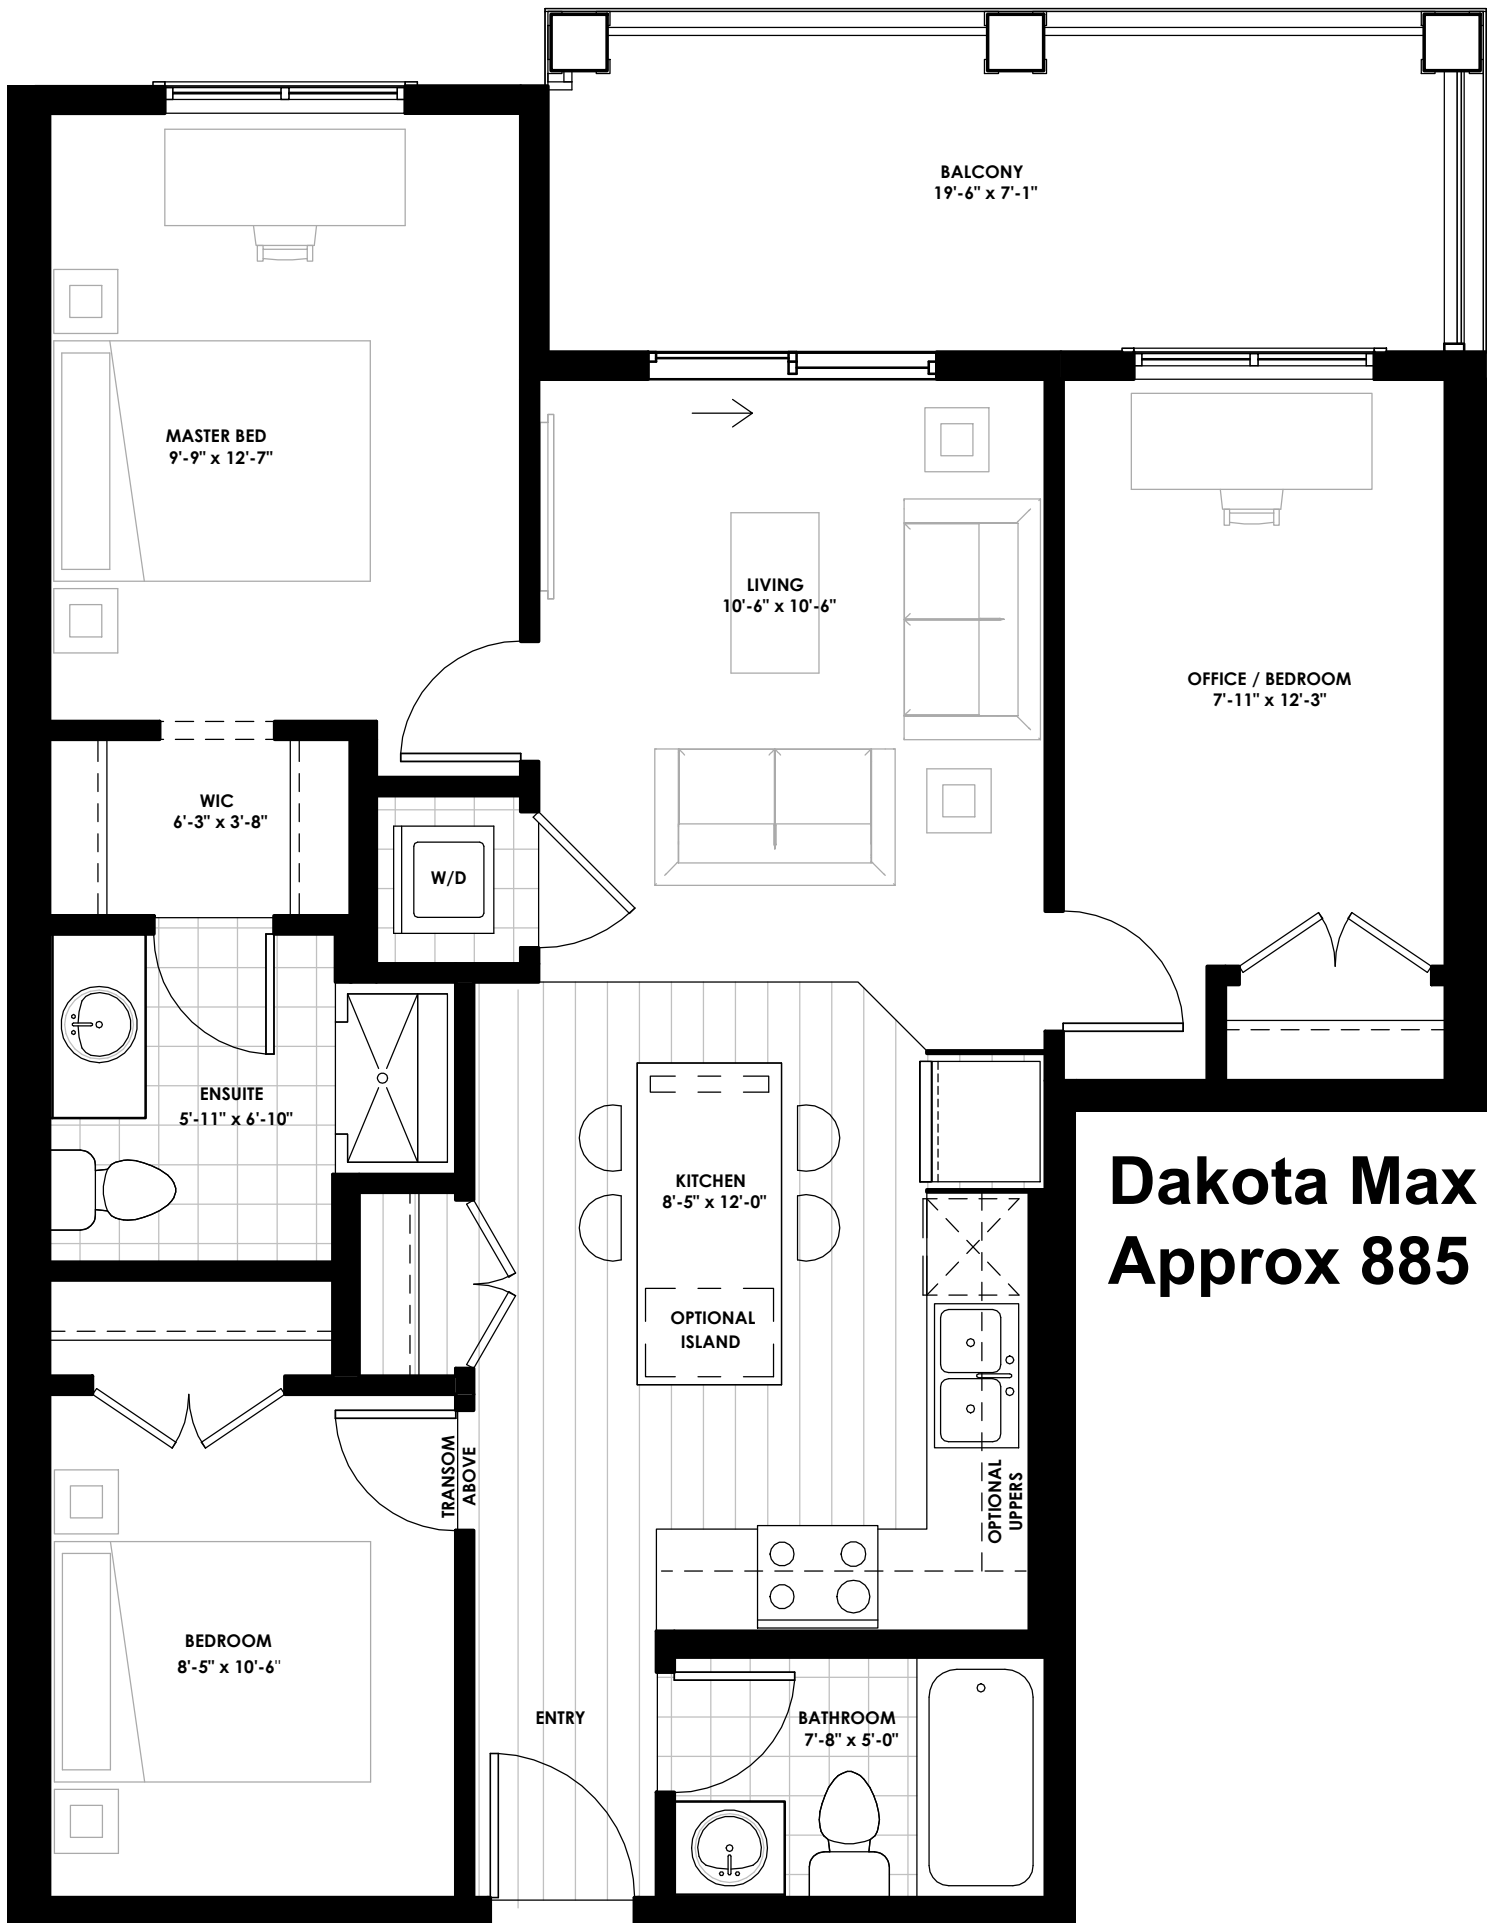 BALCONY
19'-6" x 7'-1"
MASTER BED
9'-9" x 12'-7"
LIVING
10'-6" x 10'-6"
OFFICE / BEDROOM
7'-11" x 12'-3"
WIC
6'-3" x 3'-8"
W/D
ENSUITE
5'-11" x 6'-10"
KITCHEN
8'-5" x 12'-0"
Dakota Max
Approx 885
OPTIONAL
ISLAND
TRANSOM
ABOVE
OPTIONAL
UPPERS
BEDROOM
8'-5" x 10'-6"
ENTRY
BATHROOM
7'-8" x 5'-0"